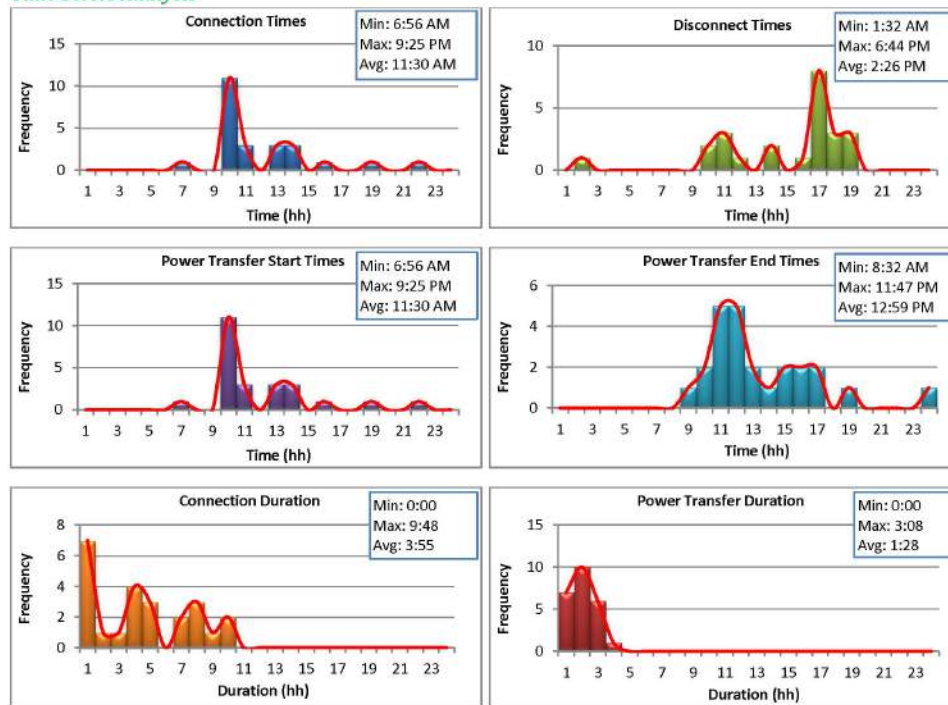 Connection Times
Min: 6:56 AM
Max: 9:25 PM
Avg: 11:30 AM
15
10
5
0
Frequency
1 3 5 7 9 11 13 15 17 19 21 23
Time (hh)
Disconnect Times
Min: 1:32 AM
Max: 6:44 PM
Avg: 2:26 PM
10
5
0
Frequency
1 3 5 7 9 11 13 15 17 19 21 23
Time (hh)
Power Transfer Start Times
Min: 6:56 AM
Max: 9:25 PM
Avg: 11:30 AM
15
10
5
0
Frequency
1 3 5 7 9 11 13 15 17 19 21 23
Time (hh)
Power Transfer End Times
Min: 8:32 AM
Max: 11:47 PM
Avg: 12:59 PM
6
4
2
0
Frequency
1 3 5 7 9 11 13 15 17 19 21 23
Time (hh)
Connection Duration
Min: 0:00
Max: 9:48
Avg: 3:55
8
6
4
2
0
Frequency
1 3 5 7 9 11 13 15 17 19 21 23
Duration (hh)
Power Transfer Duration
Min: 0:00
Max: 3:08
Avg: 1:28
15
10
5
0
Frequency
1 3 5 7 9 11 13 15 17 19 21 23
Duration (hh)